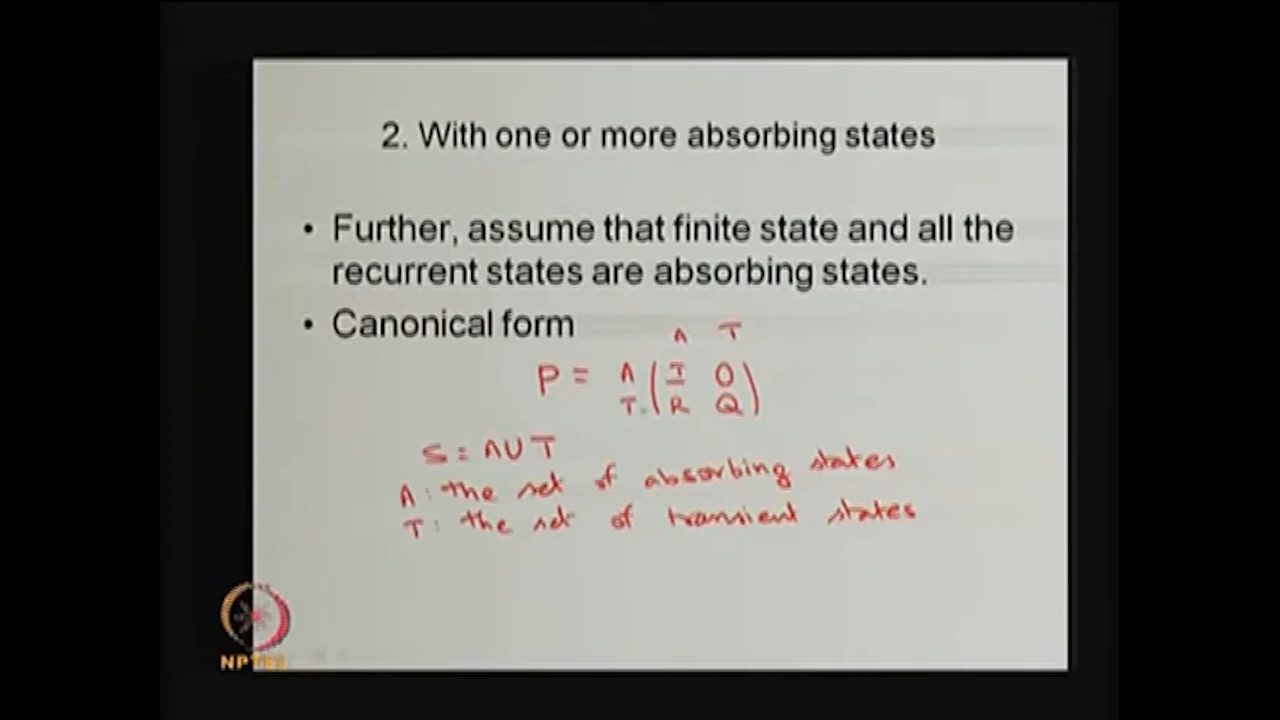 2. With one or more absorbing states
• Further, assume that finite state and all the
recurrent states are absorbing states.
• Canonical form
A T
P = A ( I O
T R Q )
S = A U T
A : the set of absorbing states
T : the set of transient states
NPTEL